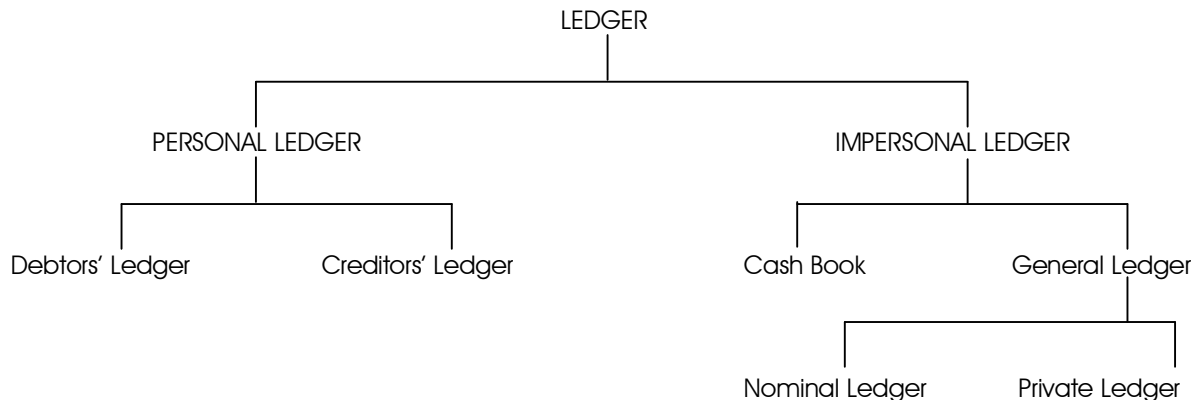 LEDGER
PERSONAL LEDGER
IMPERSONAL LEDGER
Debtors’ Ledger
Creditors’ Ledger
Cash Book
General Ledger
Nominal Ledger
Private Ledger